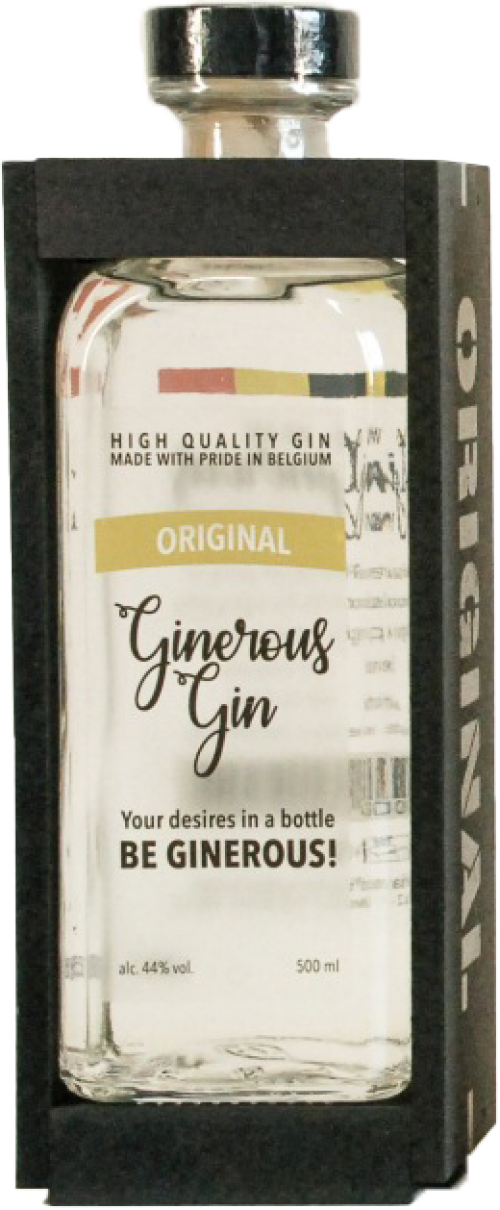 HIGH QUALITY GIN
MADE WITH PRIDE IN BELGIUM
ORIGINAL
Ginerous
Gin
Your desires in a bottle
BE GINEROUS!
alc. 44% vol.
500 ml
ORIGINAL